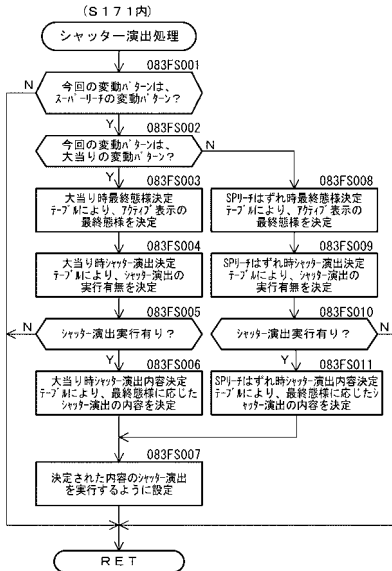 (S171内)
シャッター演出処理
083FS001
今回の変動パターンは、
スーパーリーチの変動パターン？
N
Y
083FS002
今回の変動パターンは、
大当りの変動パターン？
N
Y
083FS003
大当り時最終態様決定
テーブルにより、アクティブ表示の
最終態様を決定
083FS008
SPリーチはずれ時最終態様決定
テーブルにより、アクティブ表示の
最終態様を決定
083FS004
大当り時シャッター演出決定
テーブルにより、シャッター演出の
実行有無を決定
083FS009
SPリーチはずれ時シャッター演出決定
テーブルにより、シャッター演出の
実行有無を決定
083FS005
N
シャッター演出実行有り？
Y
083FS010
シャッター演出実行有り？
N
Y
083FS006
大当り時シャッター演出内容決定
テーブルにより、最終態様に応じた
シャッター演出の内容を決定
083FS011
SPリーチはずれ時シャッター演出内容決定
テーブルにより、最終態様に応じたシ
ャッター演出の内容を決定
083FS007
決定された内容のシャッター演出
を実行するように設定
RET